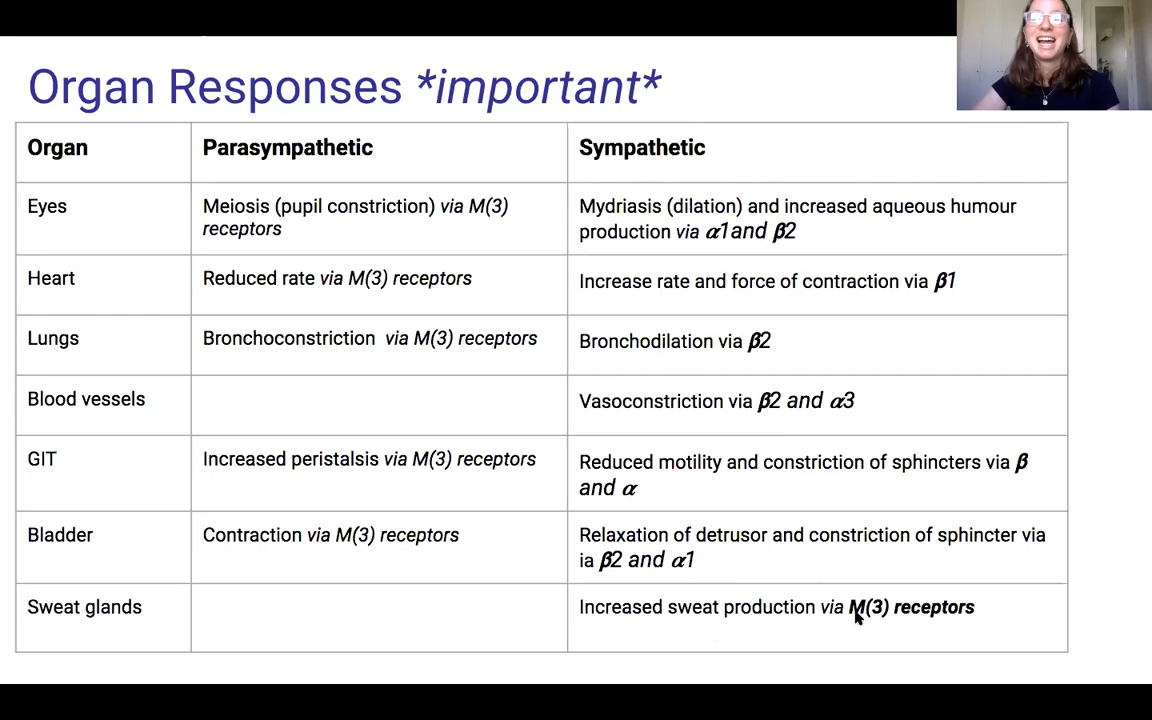 Organ Responses *important*
Organ Parasympathetic Sympathetic
Eyes
Meiosis (pupil constriction) via M(3)
receptors
Mydriasis (dilation) and increased aqueous humour
production via α1and β2
Heart
Reduced rate via M(3) receptors
Increase rate and force of contraction via β1
Lungs
Bronchoconstriction via M(3) receptors
Bronchodilation via β2
Blood vessels
Vasoconstriction via β2 and α3
GIT
Increased peristalsis via M(3) receptors
Reduced motility and constriction of sphincters via β
and α
Bladder
Contraction via M(3) receptors
Relaxation of detrusor and constriction of sphincter via
ia β2 and α1
Sweat glands
Increased sweat production via M(3) receptors